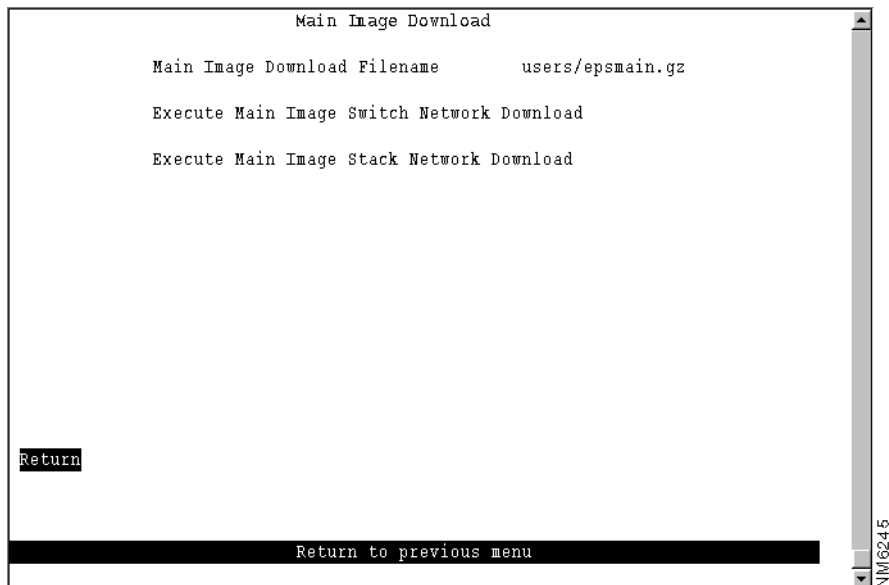 Main Image Download
Main Image Download Filename users/epsmain.gz
Execute Main Image Switch Network Download
Execute Main Image Stack Network Download
Return
Return to previous menu
NM6245